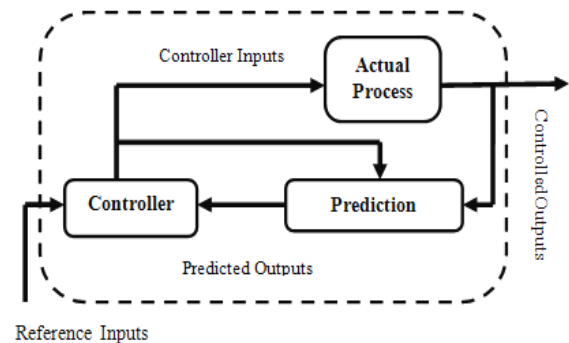 Controller Inputs
Actual
Process
Controlled Outputs
Controller
Prediction
Predicted Outputs
Reference Inputs